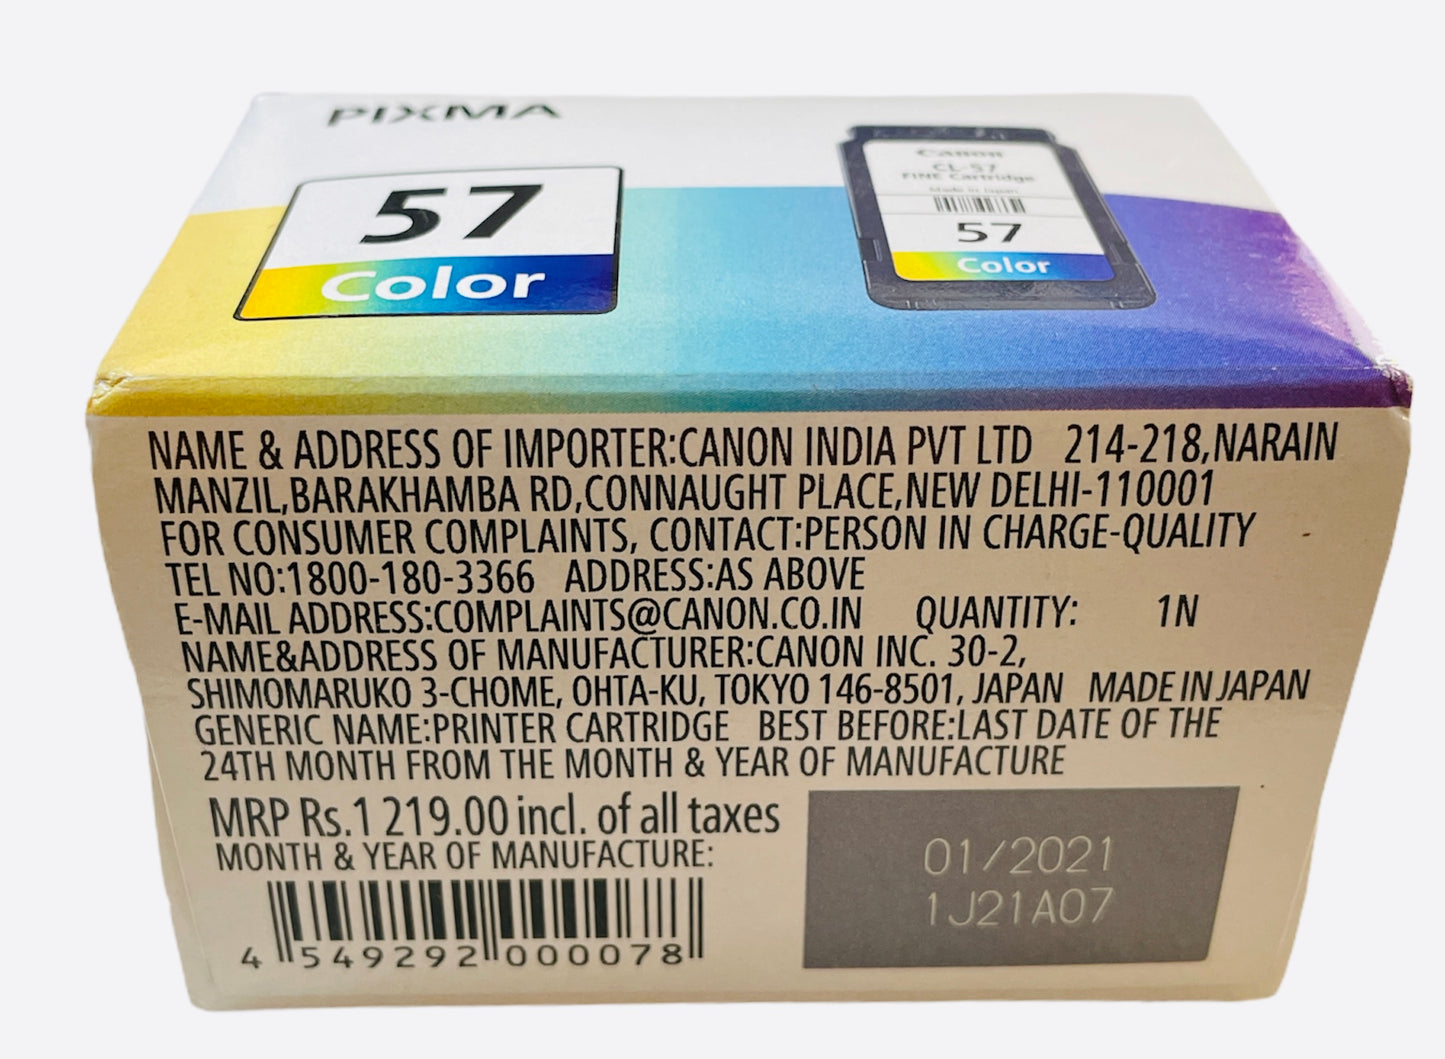 PIXMA
57
Color
Canon
CL-57
FINE Cartridge
Made in Japan
57
Color
NAME & ADDRESS OF IMPORTER:CANON INDIA PVT LTD 214-218,NARAIN
MANZIL,BARAKHAMBA RD,CONNAUGHT PLACE,NEW DELHI-110001
FOR CONSUMER COMPLAINTS, CONTACT:PERSON IN CHARGE-QUALITY
TEL NO:1800-180-3366 ADDRESS:AS ABOVE
E-MAIL ADDRESS:COMPLAINTS@CANON.CO.IN QUANTITY: 1N
NAME&ADDRESS OF MANUFACTURER:CANON INC. 30-2,
SHIMOMARUKO 3-CHOME, OHTA-KU, TOKYO 146-8501, JAPAN MADE IN JAPAN
GENERIC NAME:PRINTER CARTRIDGE BEST BEFORE:LAST DATE OF THE
24TH MONTH FROM THE MONTH & YEAR OF MANUFACTURE
MRP Rs.1 219.00 incl. of all taxes
MONTH & YEAR OF MANUFACTURE:
01/2021
1J21A07
4 549292 000078